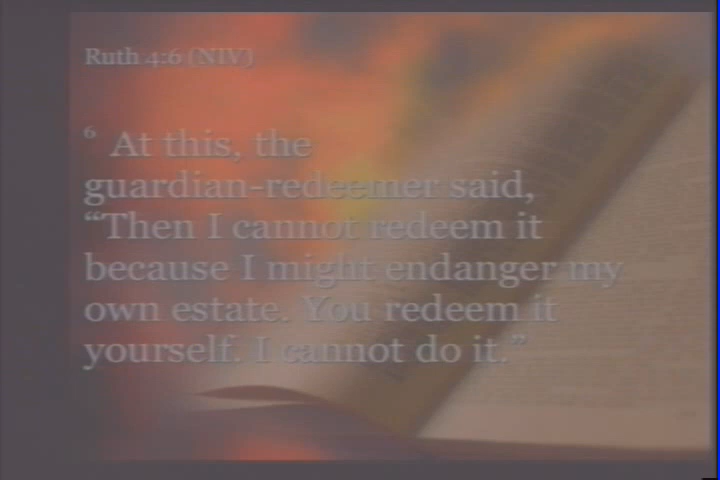 Ruth 4:6 (NIV)
6 At this, the
guardian-redeemer said,
“Then I cannot redeem it
because I might endanger my
own estate. You redeem it
yourself. I cannot do it.”